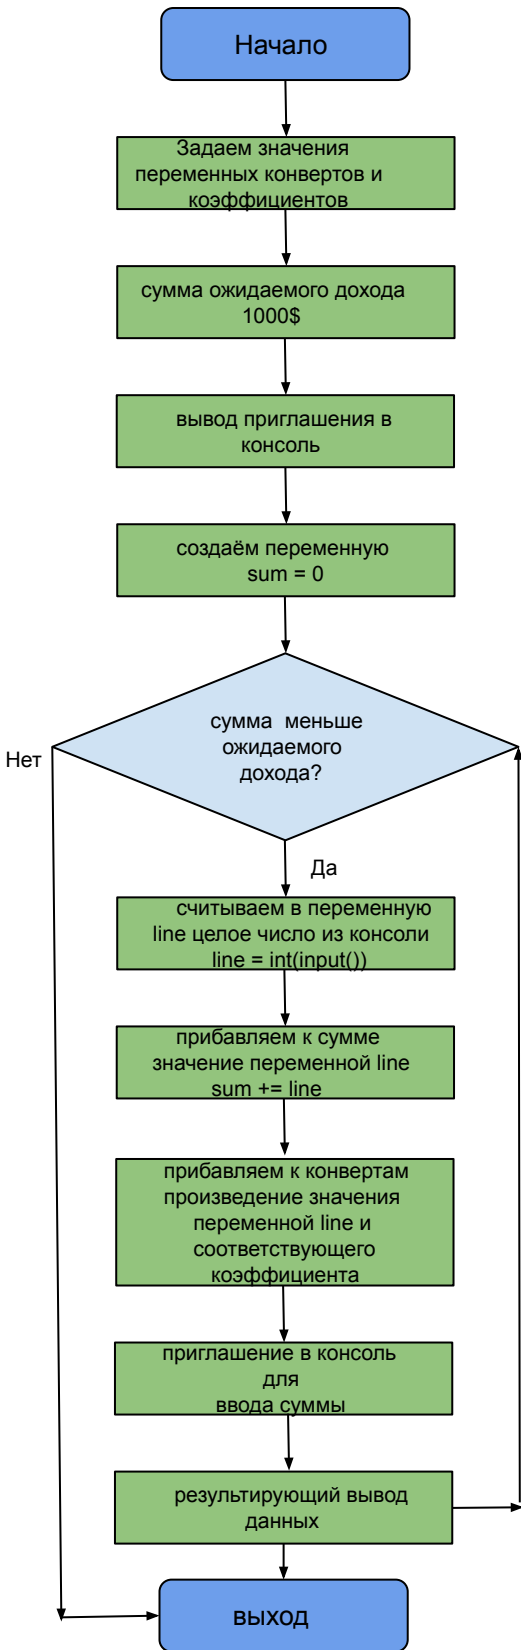 Начало
Задаем значения
переменных конвертов и
коэффициентов
сумма ожидаемого дохода
1000$
вывод приглашения в
консоль
создаём переменную
sum = 0
сумма меньше
ожидаемого
дохода?
Нет
Да
считываем в переменную
line целое число из консоли
line = int(input())
прибавляем к сумме
значение переменной line
sum += line
прибавляем к конвертам
произведение значения
переменной line и
соответствующего
коэффициента
приглашение в консоль
для
ввода суммы
результирующий вывод
данных
выход